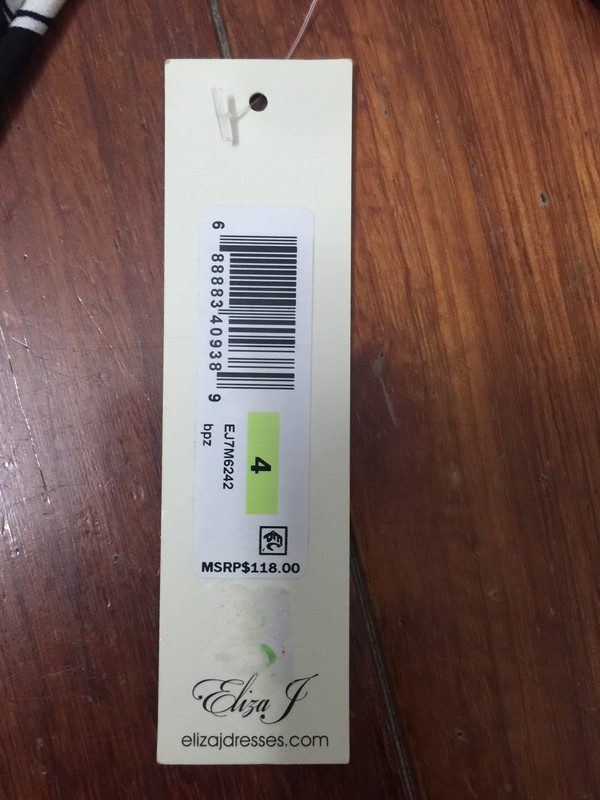 6 88883 40938 9
4
EJ7M6242
bpz
MSRP$118.00
Eliza J
elizajdresses.com